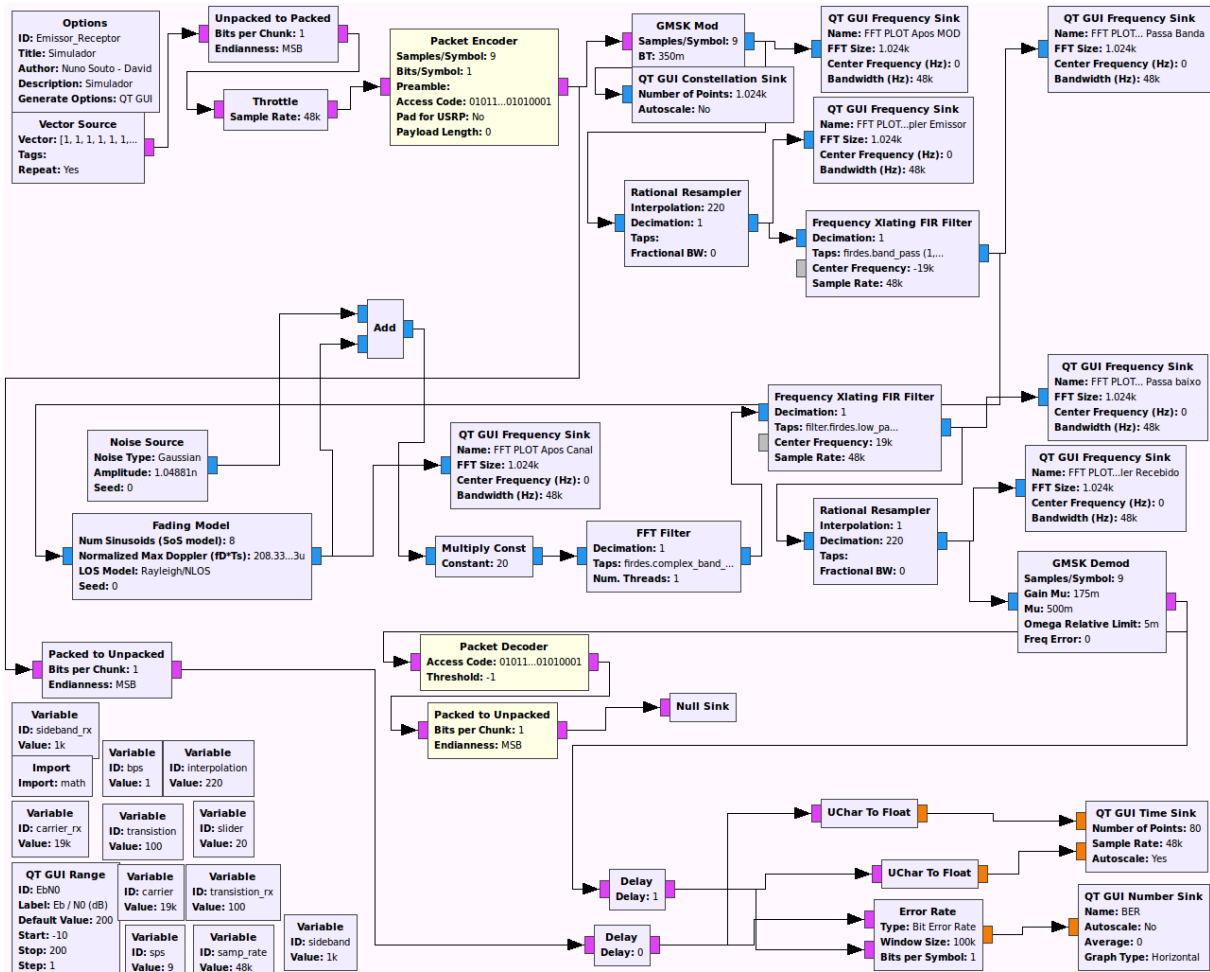 Options
ID: Emissor_Receptor
Title: Simulador
Author: Nuno Souto - David
Description: Simulador
Generate Options: QT GUI
Vector Source
Vector: [1, 1, 1, 1, 1, 1,...
Tags:
Repeat: Yes
Unpacked to Packed
Bits per Chunk: 1
Endianness: MSB
Throttle
Sample Rate: 48k
Packet Encoder
Samples/Symbol: 9
Bits/Symbol: 1
Preamble:
Access Code: 01011...01010001
Pad for USRP: No
Payload Length: 0
GMSK Mod
Samples/Symbol: 9
BT: 350m
QT GUI Constellation Sink
Number of Points: 1.024k
Autoscale: No
QT GUI Frequency Sink
Name: FFT PLOT Apos MOD
FFT Size: 1.024k
Center Frequency (Hz): 0
Bandwidth (Hz): 48k
QT GUI Frequency Sink
Name: FFT PLOT... Passa Banda
FFT Size: 1.024k
Center Frequency (Hz): 0
Bandwidth (Hz): 48k
QT GUI Frequency Sink
Name: FFT PLOT...pler Emissor
FFT Size: 1.024k
Center Frequency (Hz): 0
Bandwidth (Hz): 48k
Rational Resampler
Interpolation: 220
Decimation: 1
Taps:
Fractional BW: 0
Frequency Xlating FIR Filter
Decimation: 1
Taps: firdes.band_pass (1,...
Center Frequency: -19k
Sample Rate: 48k
Add
Noise Source
Noise Type: Gaussian
Amplitude: 1.04881n
Seed: 0
Fading Model
Num Sinusoids (SoS model): 8
Normalized Max Doppler (fD*Ts): 208.33...3u
LOS Model: Rayleigh/NLOS
Seed: 0
QT GUI Frequency Sink
Name: FFT PLOT Apos Canal
FFT Size: 1.024k
Center Frequency (Hz): 0
Bandwidth (Hz): 48k
Multiply Const
Constant: 20
FFT Filter
Decimation: 1
Taps: firdes.complex_band_...
Num. Threads: 1
Frequency Xlating FIR Filter
Decimation: 1
Taps: filter.firdes.low_pa...
Center Frequency: 19k
Sample Rate: 48k
QT GUI Frequency Sink
Name: FFT PLOT... Passa baixo
FFT Size: 1.024k
Center Frequency (Hz): 0
Bandwidth (Hz): 48k
QT GUI Frequency Sink
Name: FFT PLOT...ler Recebido
FFT Size: 1.024k
Center Frequency (Hz): 0
Bandwidth (Hz): 48k
Rational Resampler
Interpolation: 1
Decimation: 220
Taps:
Fractional BW: 0
GMSK Demod
Samples/Symbol: 9
Gain Mu: 175m
Mu: 500m
Omega Relative Limit: 5m
Freq Error: 0
Packed to Unpacked
Bits per Chunk: 1
Endianness: MSB
Packet Decoder
Access Code: 01011...01010001
Threshold: -1
Packed to Unpacked
Bits per Chunk: 1
Endianness: MSB
Null Sink
Variable
ID: sideband_rx
Value: 1k
Import
Import: math
Variable
ID: bps
Value: 1
Variable
ID: interpolation
Value: 220
Variable
ID: carrier_rx
Value: 19k
Variable
ID: transistion
Value: 100
Variable
ID: slider
Value: 20
QT GUI Range
ID: EbN0
Label: Eb / N0 (dB)
Default Value: 200
Start: -10
Stop: 200
Step: 1
Variable
ID: carrier
Value: 19k
Variable
ID: transistion_rx
Value: 100
Variable
ID: sps
Value: 9
Variable
ID: samp_rate
Value: 48k
Variable
ID: sideband
Value: 1k
UChar To Float
UChar To Float
QT GUI Time Sink
Number of Points: 80
Sample Rate: 48k
Autoscale: Yes
Delay
Delay: 1
Delay
Delay: 0
Error Rate
Type: Bit Error Rate
Window Size: 100k
Bits per Symbol: 1
QT GUI Number Sink
Name: BER
Autoscale: No
Average: 0
Graph Type: Horizontal